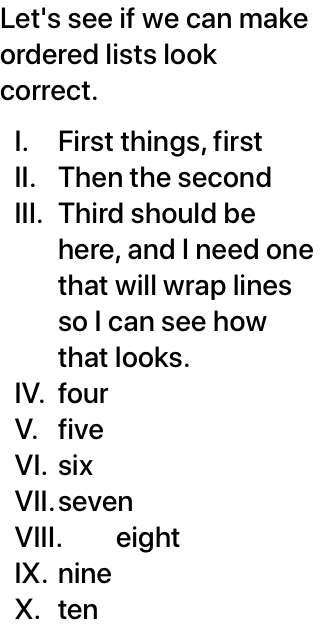 Let's see if we can make
ordered lists look
correct.
I. First things, first
II. Then the second
III. Third should be
here, and I need one
that will wrap lines
so I can see how
that looks.
IV. four
V. five
VI. six
VII. seven
VIII. eight
IX. nine
X. ten